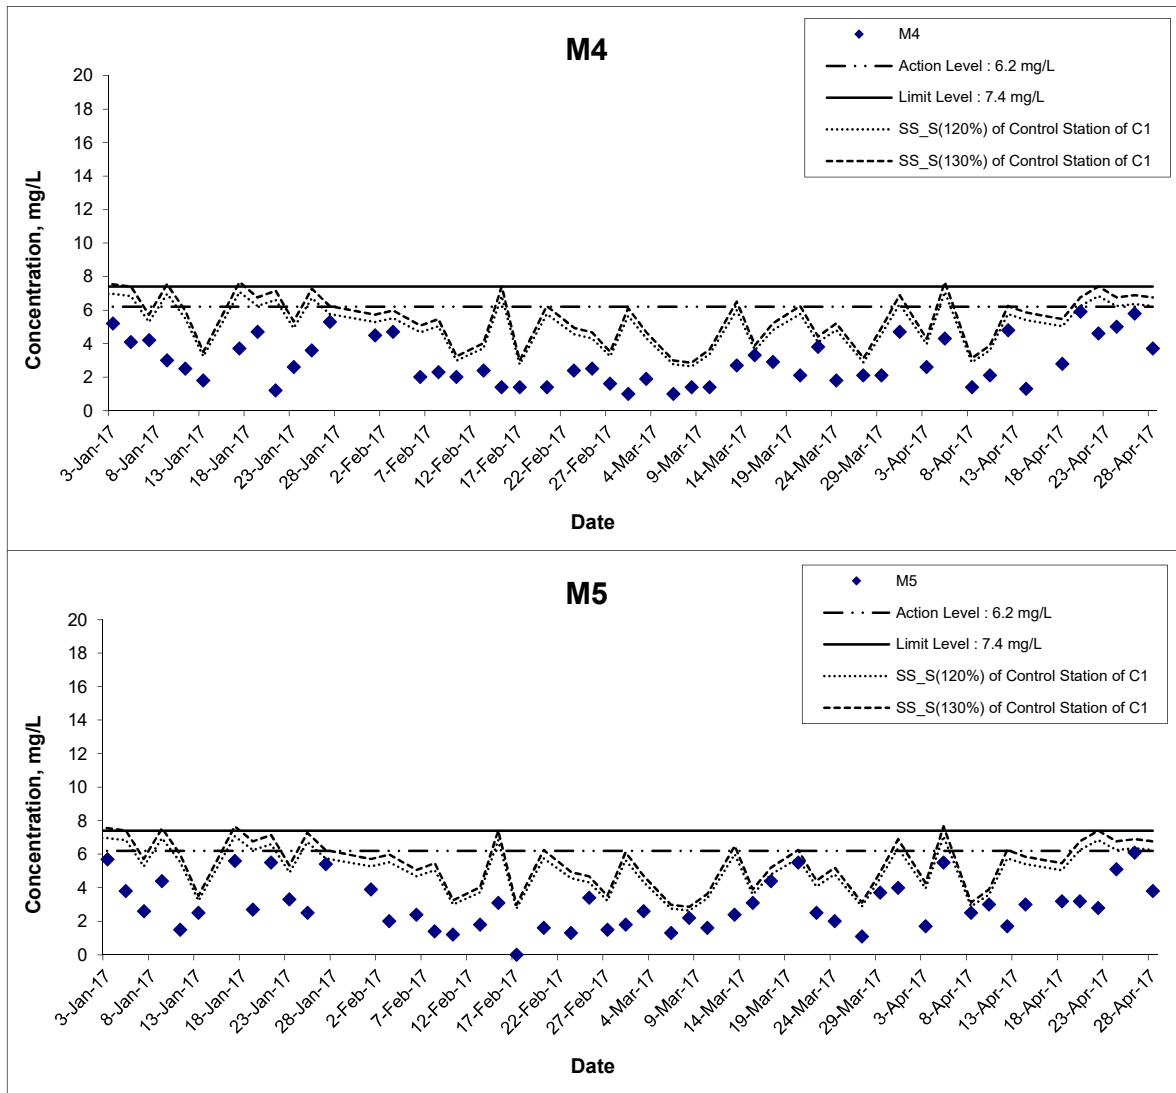 M4
M4
Action Level : 6.2 mg/L
Limit Level : 7.4 mg/L
SS_S(120%) of Control Station of C1
SS_S(130%) of Control Station of C1
Concentration, mg/L
20
18
16
14
12
10
8
6
4
2
0
3-Jan-17
8-Jan-17
13-Jan-17
18-Jan-17
23-Jan-17
28-Jan-17
2-Feb-17
7-Feb-17
12-Feb-17
17-Feb-17
22-Feb-17
27-Feb-17
4-Mar-17
9-Mar-17
14-Mar-17
19-Mar-17
24-Mar-17
29-Mar-17
3-Apr-17
8-Apr-17
13-Apr-17
18-Apr-17
23-Apr-17
28-Apr-17
Date
M5
M5
Action Level : 6.2 mg/L
Limit Level : 7.4 mg/L
SS_S(120%) of Control Station of C1
SS_S(130%) of Control Station of C1
Concentration, mg/L
20
18
16
14
12
10
8
6
4
2
0
3-Jan-17
8-Jan-17
13-Jan-17
18-Jan-17
23-Jan-17
28-Jan-17
2-Feb-17
7-Feb-17
12-Feb-17
17-Feb-17
22-Feb-17
27-Feb-17
4-Mar-17
9-Mar-17
14-Mar-17
19-Mar-17
24-Mar-17
29-Mar-17
3-Apr-17
8-Apr-17
13-Apr-17
18-Apr-17
23-Apr-17
28-Apr-17
Date